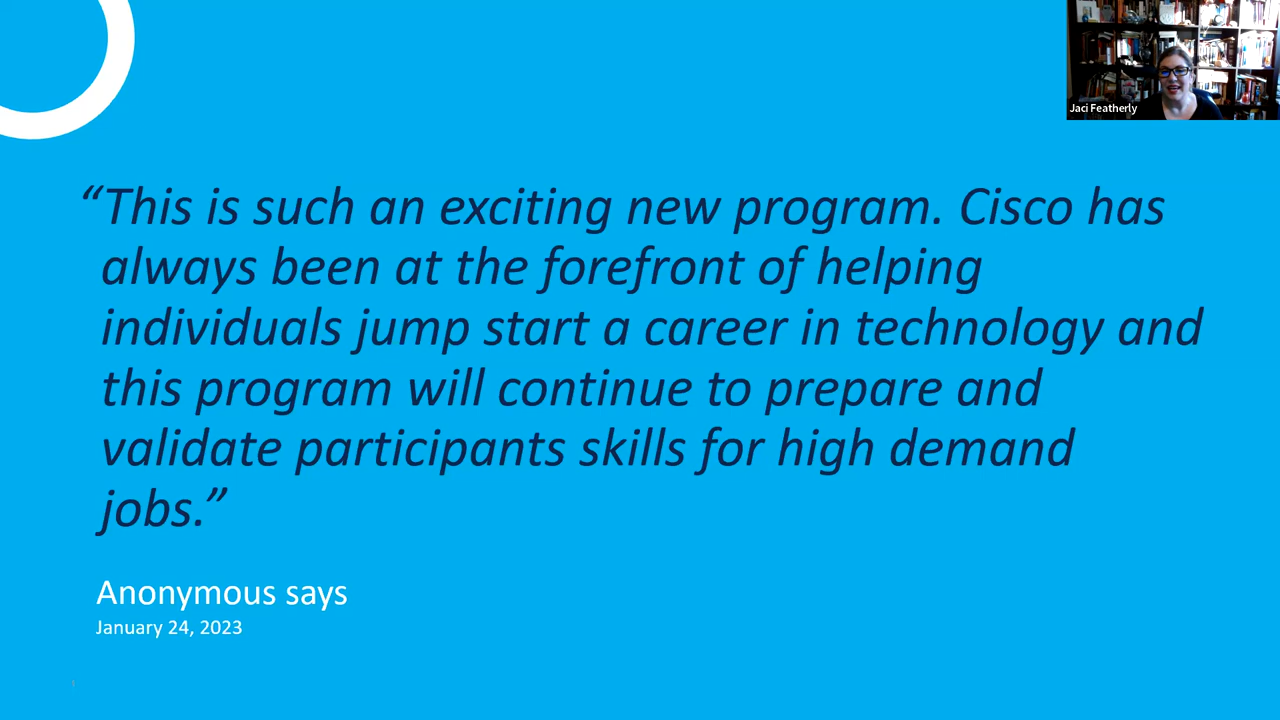 Jaci Featherly
“This is such an exciting new program. Cisco has
always been at the forefront of helping
individuals jump start a career in technology and
this program will continue to prepare and
validate participants skills for high demand
jobs.”
Anonymous says
January 24, 2023